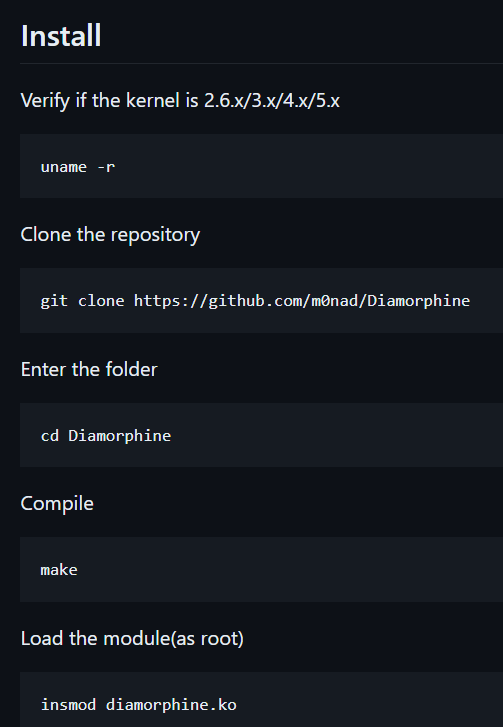 Install
Verify if the kernel is 2.6.x/3.x/4.x/5.x
uname -r
Clone the repository
git clone https://github.com/m0nad/Diamorphine
Enter the folder
cd Diamorphine
Compile
make
Load the module(as root)
insmod diamorphine.ko